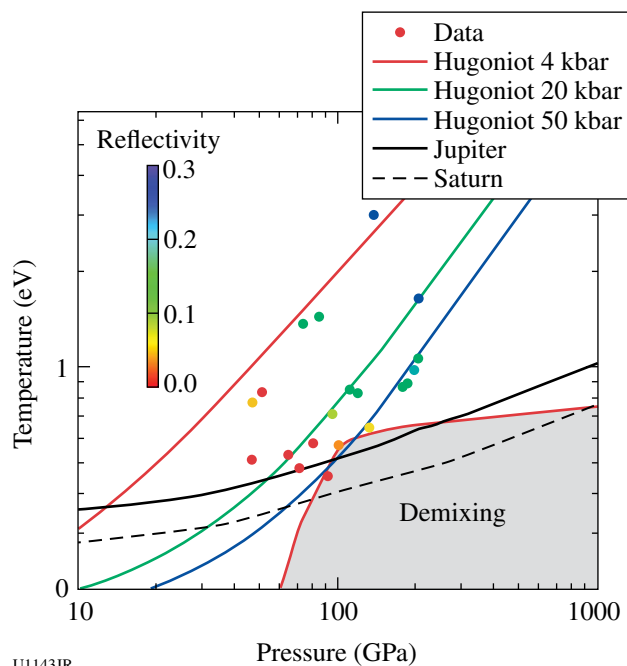 Data
Hugoniot 4 kbar
Hugoniot 20 kbar
Hugoniot 50 kbar
Jupiter
Saturn
Reflectivity
0.3
0.2
0.1
0.0
Temperature (eV)
1
0
Demixing
10
100
1000
Pressure (GPa)
U1143JR